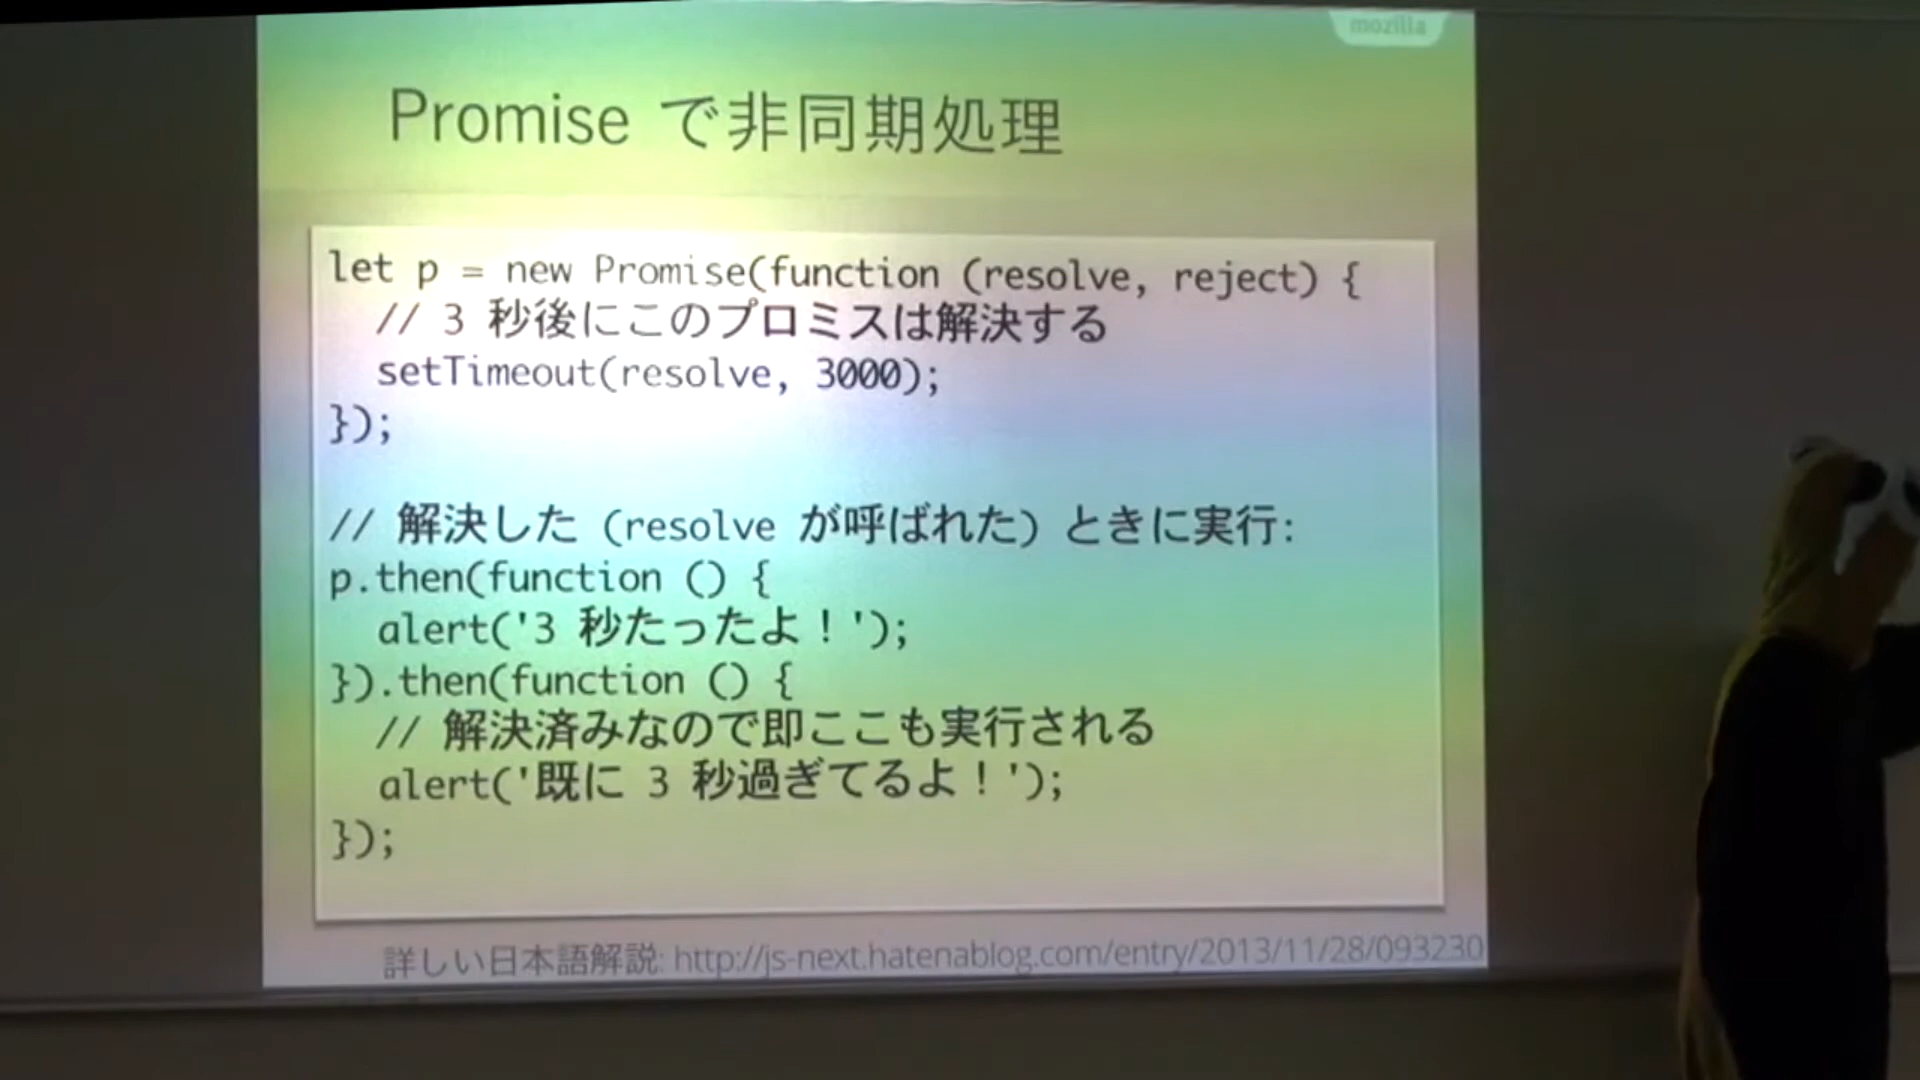 mozilla
Promise で非同期処理
let p = new Promise(function (resolve, reject) {
// 3 秒後にこのプロミスは解決する
setTimeout(resolve, 3000);
});
// 解決した (resolve が呼ばれた) ときに実行:
p.then(function () {
alert('3 秒たったよ！');
}).then(function () {
// 解決済みなので即ここも実行される
alert('既に 3 秒過ぎてるよ！');
});
詳しい日本語解説: http://js-next.hatenablog.com/entry/2013/11/28/093230